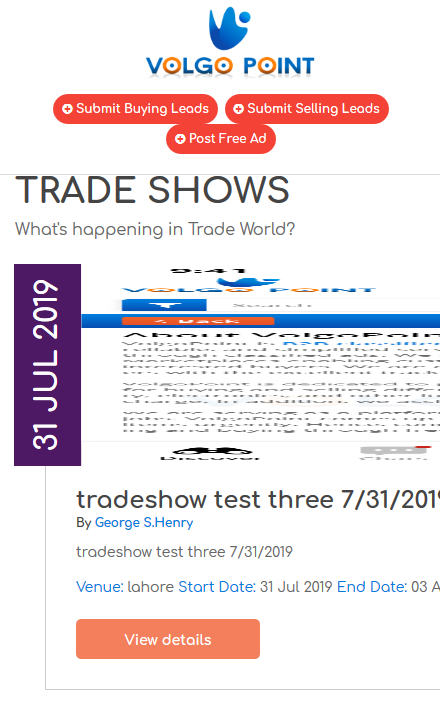 VOLGO POINT
Submit Buying Leads
Submit Selling Leads
Post Free Ad
TRADE SHOWS
What's happening in Trade World?
31 JUL 2019
9:41
VOLGO POINT
Search
Back
About VolgoPoint
Discover
Chats
tradeshow test three 7/31/201
By George S.Henry
tradeshow test three 7/31/2019
Venue: lahore Start Date: 31 Jul 2019 End Date: 03 A
View details